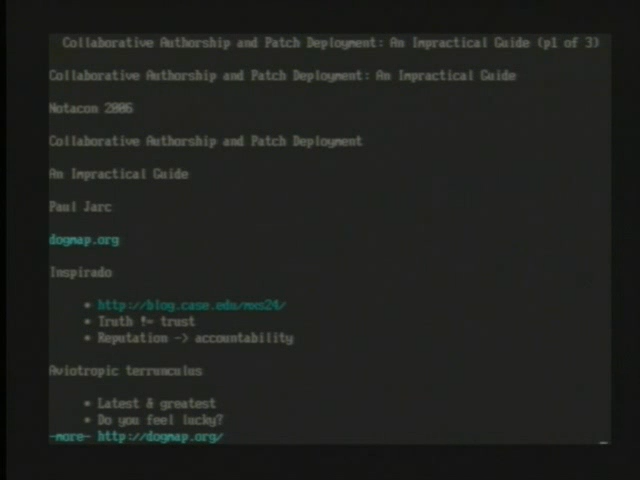 Collaborative Authorship and Patch Deployment: An Impractical Guide (p1 of 3)
Collaborative Authorship and Patch Deployment: An Impractical Guide
Notacon 2006
Collaborative Authorship and Patch Deployment
An Impractical Guide
Paul Jarc
dogmap.org
Inspirado
* http://blog.case.edu/mxs24/
* Truth != trust
* Reputation -> accountability
Aviotropic terrunculus
* Latest & greatest
* Do you feel lucky?
-more- http://dogmap.org/